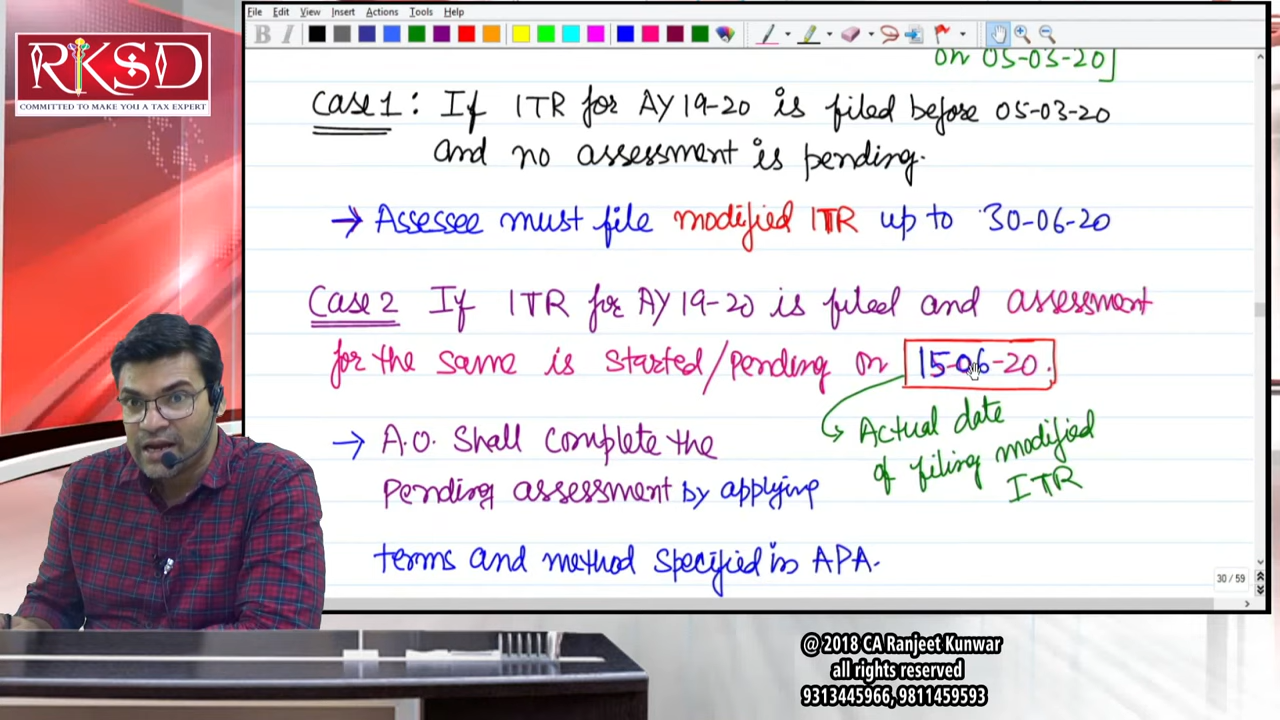 File Edit View Insert Actions Tools Help
B I
RKSD
COMMITTED TO MAKE YOU A TAX EXPERT
on 05-03-20]
Case 1 : If ITR for AY 19-20 is filed before 05-03-20
and no assessment is pending.
→ Assessee must file modified ITR up to 30-06-20
Case 2 If ITR for AY 19-20 is filed and assessment
for the same is started/pending on 15-06-20.
Actual date
of filing modified
ITR
→ A.O. Shall complete the
pending assessment by applying
terms and method specified in APA.
30 / 59
@ 2018 CA Ranjeet Kunwar
all rights reserved
9313445966, 9811459593